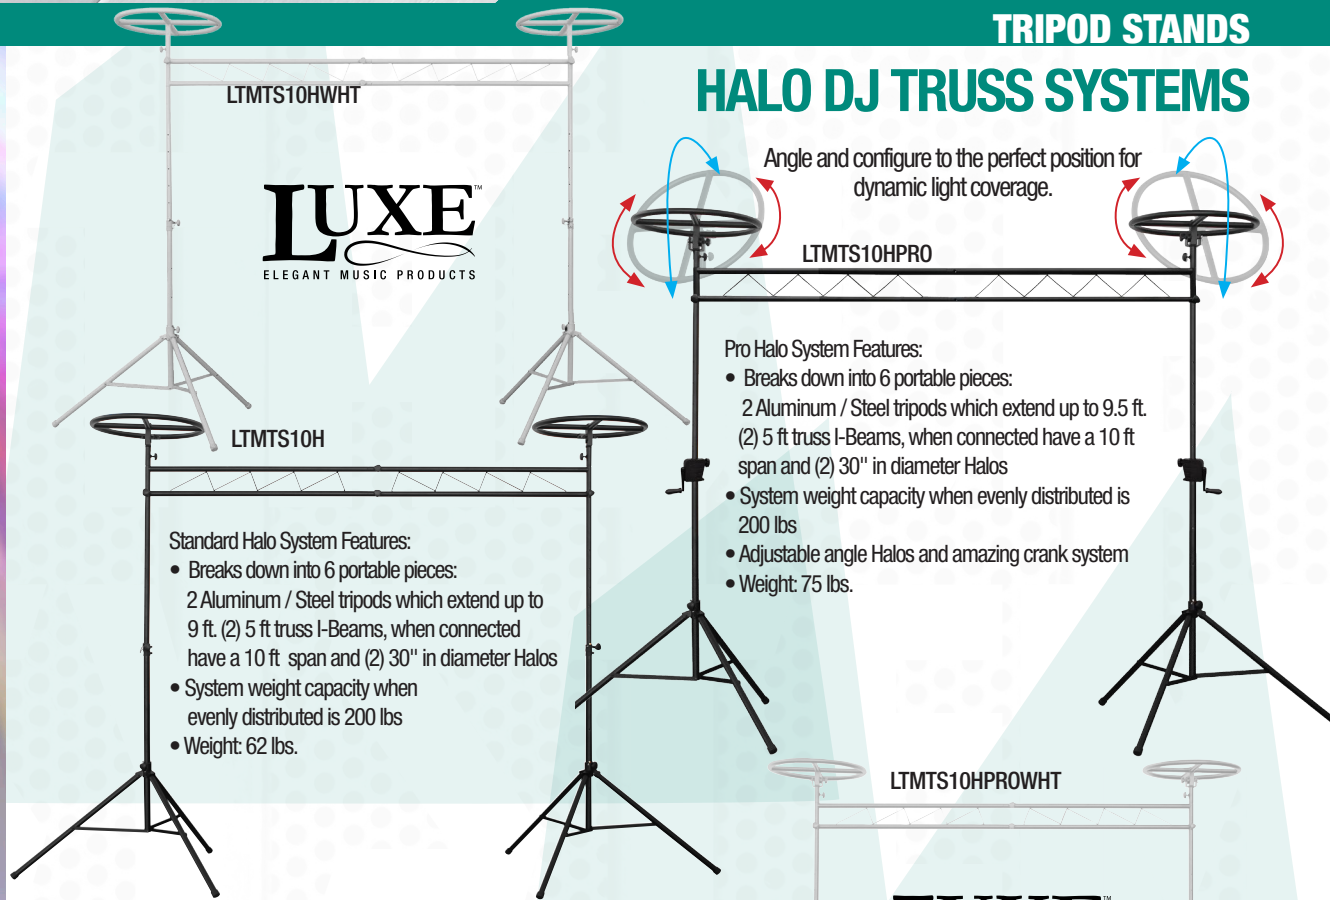 TRIPOD STANDS
HALO DJ TRUSS SYSTEMS
LTMTS10HWHT
LUXE™
ELEGANT MUSIC PRODUCTS
Angle and configure to the perfect position for
dynamic light coverage.
LTMTS10HPRO
Pro Halo System Features:
• Breaks down into 6 portable pieces:
2 Aluminum / Steel tripods which extend up to 9.5 ft.
(2) 5 ft truss I-Beams, when connected have a 10 ft
span and (2) 30" in diameter Halos
• System weight capacity when evenly distributed is
200 lbs
• Adjustable angle Halos and amazing crank system
• Weight: 75 lbs.
LTMTS10H
Standard Halo System Features:
• Breaks down into 6 portable pieces:
2 Aluminum / Steel tripods which extend up to
9 ft. (2) 5 ft truss I-Beams, when connected
have a 10 ft span and (2) 30" in diameter Halos
• System weight capacity when
evenly distributed is 200 lbs
• Weight: 62 lbs.
LTMTS10HPROWHT